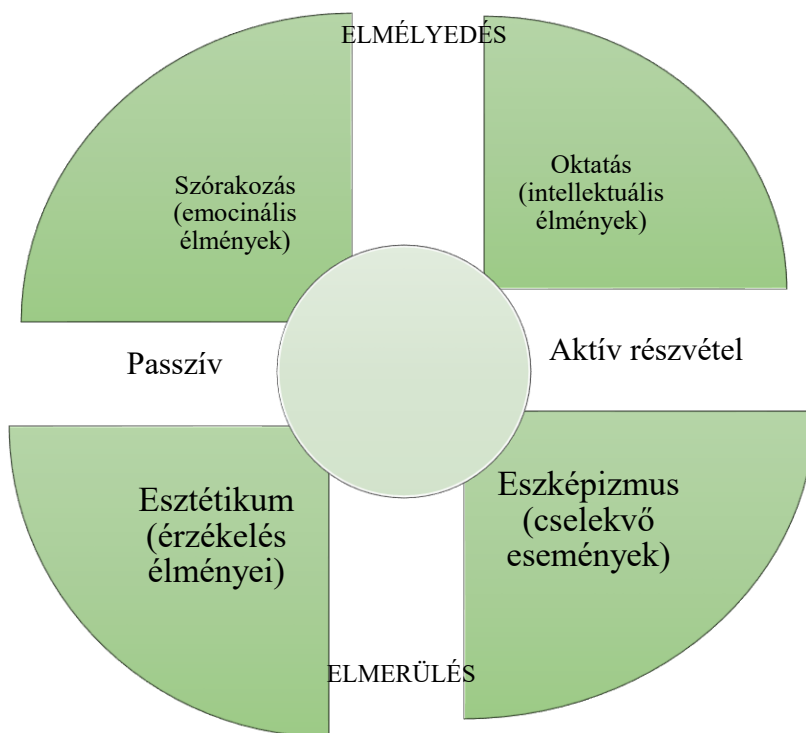 ELMÉLYEDÉS
Szórakozás
(emocinális
élmények)
Oktatás
(intellektuális
élmények)
Passzív
Aktív részvétel
Esztétikum
(érzékelés
élményei)
Eszképizmus
(cselekvő
események)
ELMERÜLÉS